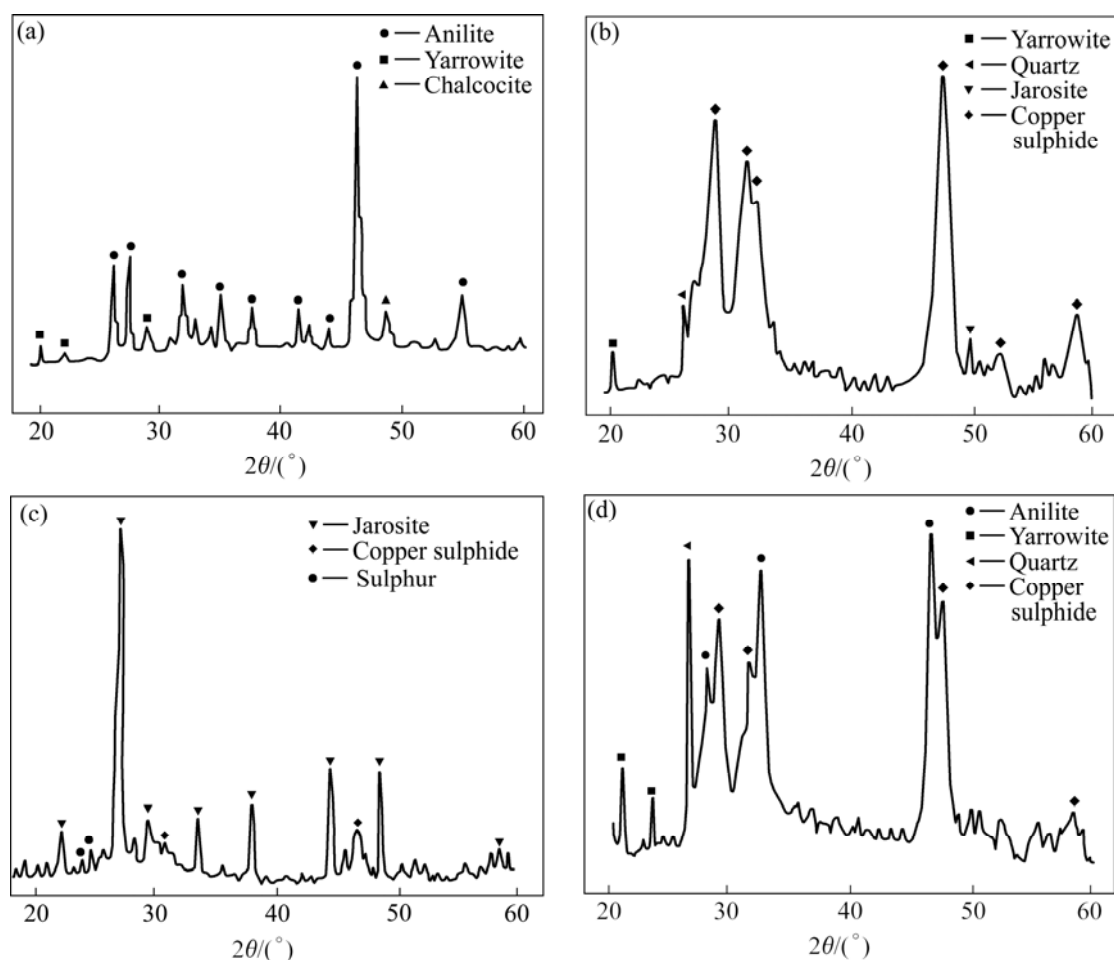 (a)
Anilite
Yarrowite
Chalcocite
20 30 40 50 60
2θ/(°)
(b)
Yarrowite
Quartz
Jarosite
Copper
sulphide
20 30 40 50 60
2θ/(°)
(c)
Jarosite
Copper sulphide
Sulphur
20 30 40 50 60
2θ/(°)
(d)
Anilite
Yarrowite
Quartz
Copper
sulphide
20 30 40 50 60
2θ/(°)